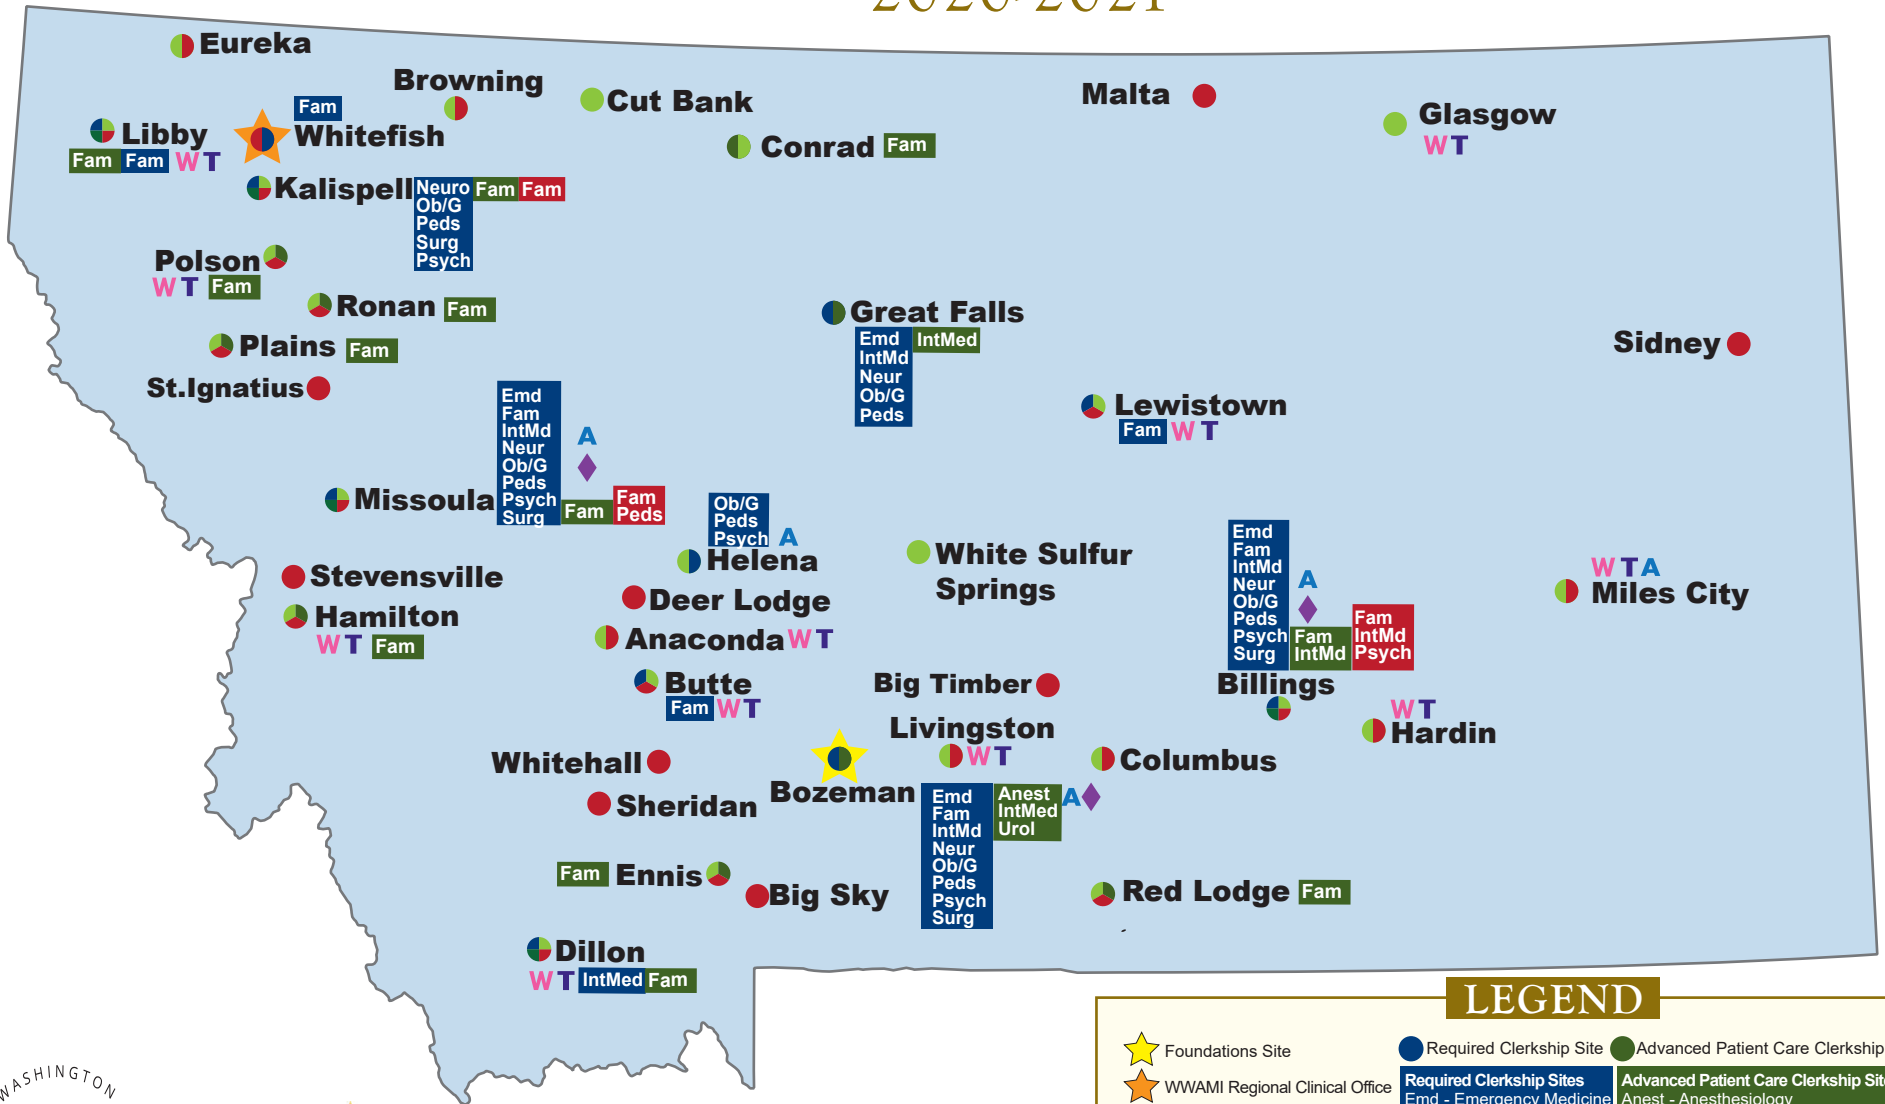 2020-2021
Eureka
Browning
Cut Bank
Malta
Glasgow
W T
Fam
Whitefish
Libby
Fam Fam W T
Conrad Fam
Kalispell
Neuro Fam Fam
Ob/G
Peds
Surg
Psych
Polson
W T Fam
Ronan Fam
Plains Fam
St.Ignatius
Great Falls
Emd IntMed
IntMd
Neur
Ob/G
Peds
Sidney
Lewistown
Fam W T
Missoula
Emd
Fam
IntMd
Neur
Ob/G
Peds
Psych
Surg
A
Fam
Fam
Peds
Ob/G
Peds
Psych A
Helena
White Sulfur
Springs
Stevensville
Hamilton
W T Fam
Deer Lodge
Anaconda W T
Butte
Fam W T
Emd
Fam
IntMd
Neur
Ob/G
Peds
Psych
Surg
A
Fam
IntMd
Fam
IntMd
Psych
Billings
W T A
Miles City
W T
Hardin
Big Timber
Livingston
W T
Columbus
Whitehall
Sheridan
Bozeman
Emd
Fam
IntMd
Neur
Ob/G
Peds
Psych
Surg
Anest
IntMed
Urol
A
Fam Ennis
Big Sky
Red Lodge Fam
Dillon
W T IntMed Fam
WASHINGTON
LEGEND
Foundations Site
WWAMI Regional Clinical Office
Required Clerkship Site
Advanced Patient Care Clerkship
Required Clerkship Sites
Emd - Emergency Medicine
Advanced Patient Care Clerkship Sit
Anest - Anesthesiology